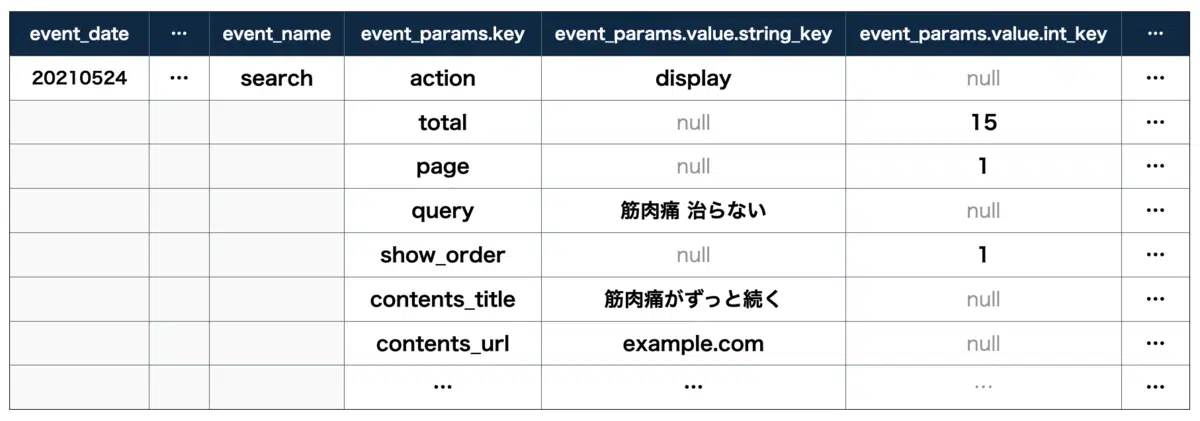 event_date ... event_name event_params.key event_params.value.string_key event_params.value.int_key ...
20210524 ... search action display null ...
total null 15 ...
page null 1 ...
query 筋肉痛 治らない null ...
show_order null 1 ...
contents_title 筋肉痛がずっと続く null ...
contents_url example.com null ...
... ... ... ...